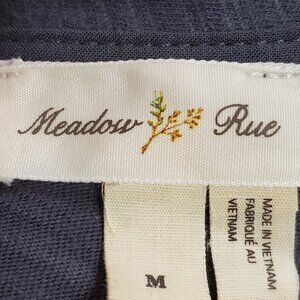 Meadow Rue
M
MADE IN VIETNAM
FABRIQUÉ AU
VIETNAM